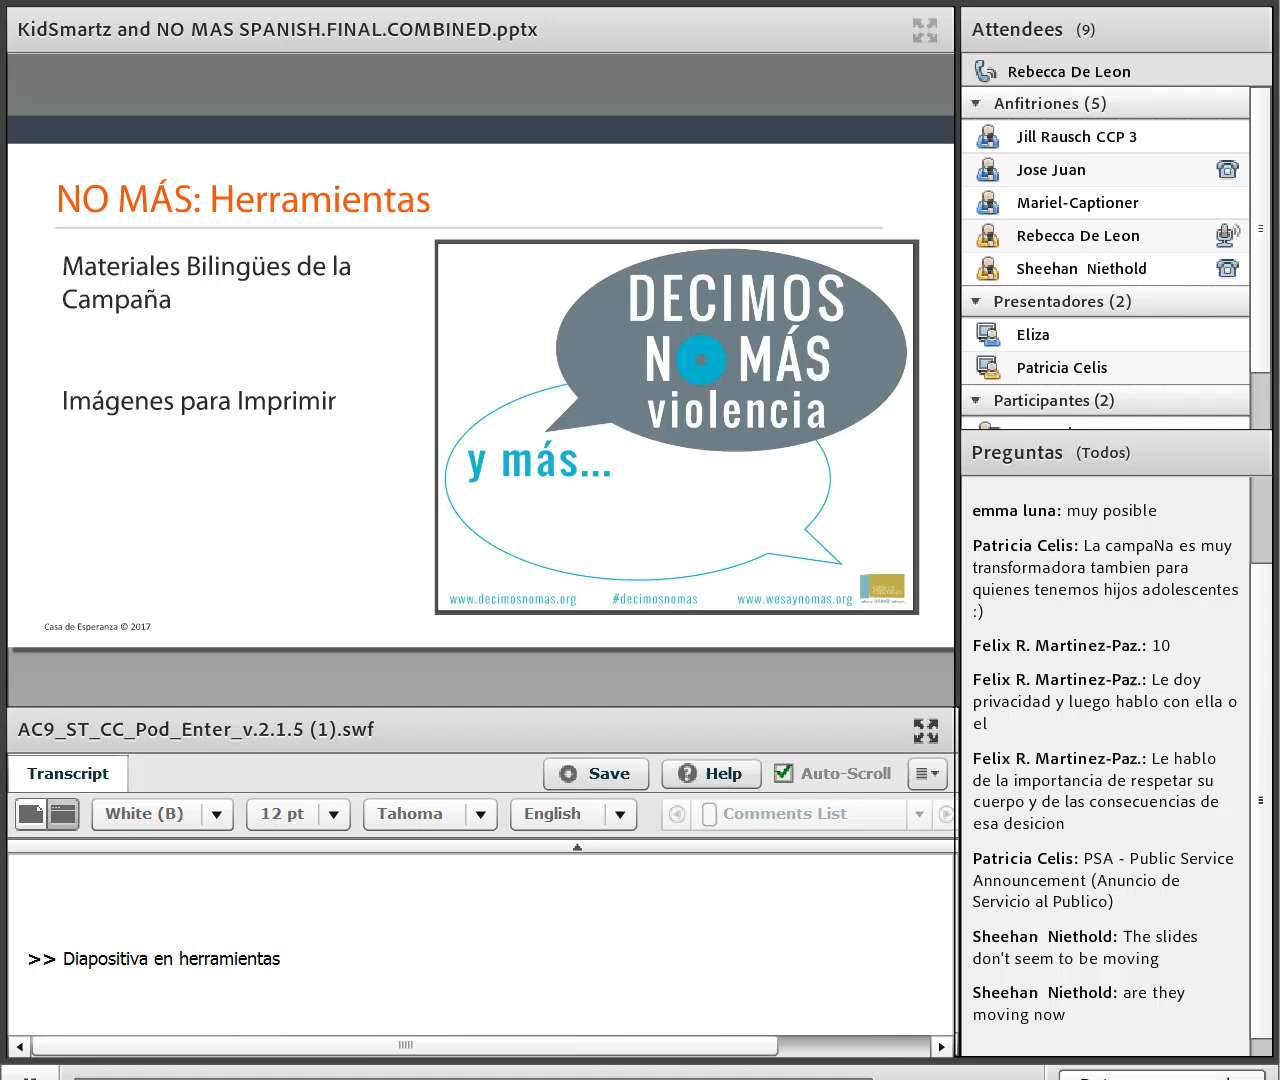 KidSmartz and NO MAS SPANISH.FINAL.COMBINED.pptx
NO MÁS: Herramientas
Materiales Bilingües de la
Campaña
Imágenes para Imprimir
DECIMOS
NO MÁS
violencia
y más...
www.decimosnomas.org #decimosnomas www.wesaynomas.org
Casa de Esperanza © 2017
AC9_ST_CC_Pod_Enter_v.2.1.5 (1).swf
Transcript Save Help Auto-Scroll
White (B) 12 pt Tahoma English Comments List
>> Diapositiva en herramientas
Attendees (9)
Rebecca De Leon
Anfitriones (5)
Jill Rausch CCP 3
Jose Juan
Mariel-Captioner
Rebecca De Leon
Sheehan Niethold
Presentadores (2)
Eliza
Patricia Celis
Participantes (2)
Preguntas (Todos)
emma luna: muy posible
Patricia Celis: La campaNa es muy
transformadora tambien para
quienes tenemos hijos adolescentes
:)
Felix R. Martinez-Paz.: 10
Felix R. Martinez-Paz.: Le doy
privacidad y luego hablo con ella o
el
Felix R. Martinez-Paz.: Le hablo
de la importancia de respetar su
cuerpo y de las consecuencias de
esa desicion
Patricia Celis: PSA - Public Service
Announcement (Anuncio de
Servicio al Publico)
Sheehan Niethold: The slides
don't seem to be moving
Sheehan Niethold: are they
moving now